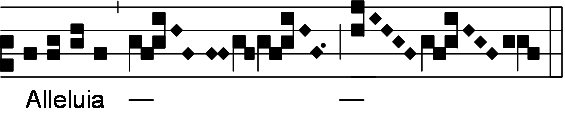 Alleluia — —